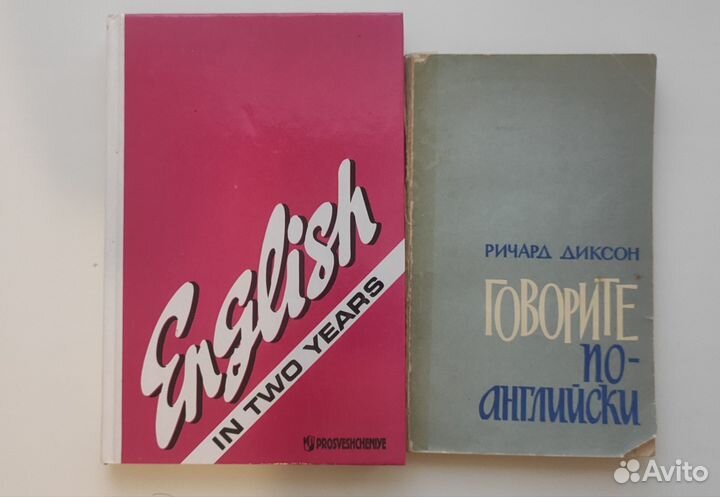 English
IN TWO YEARS
PROSVESHCHENIYE
РИЧАРД ДИКСОН
ГОВОРИТЕ
ПО-
АНГЛИЙСКИ
Avito